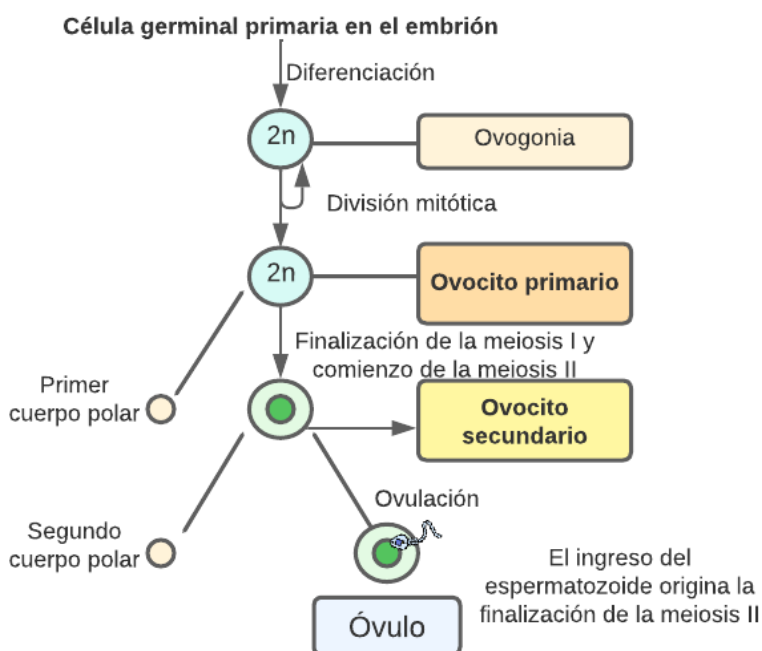 Célula germinal primaria en el embrión
Diferenciación
2n
Ovogonia
División mitótica
2n
Ovocito primario
Finalización de la meiosis I y
comienzo de la meiosis II
Primer
cuerpo polar
Ovocito
secundario
Ovulación
Segundo
cuerpo polar
El ingreso del
espermatozoide origina la
finalización de la meiosis II
Óvulo